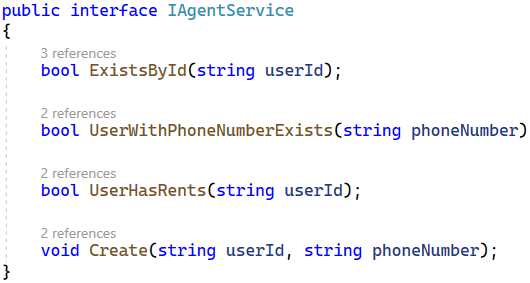 public interface IAgentService
{
3 references
bool ExistsById(string userId);
2 references
bool UserWithPhoneNumberExists(string phoneNumber)
2 references
bool UserHasRents(string userId);
2 references
void Create(string userId, string phoneNumber);
}